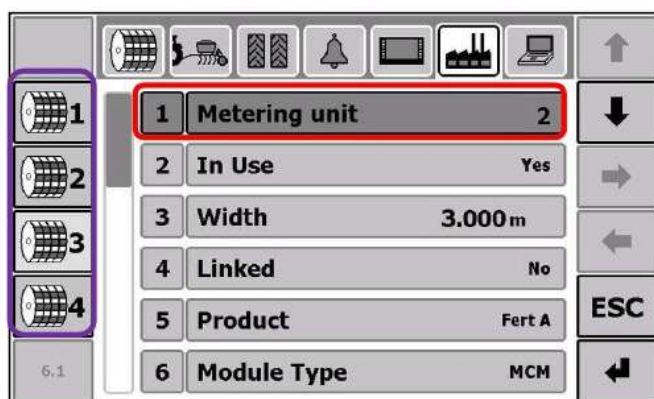 1
2
3
4
6.1
1 Metering unit 2
2 In Use Yes
3 Width 3.000 m
4 Linked No
5 Product Fert A
6 Module Type MCM
ESC